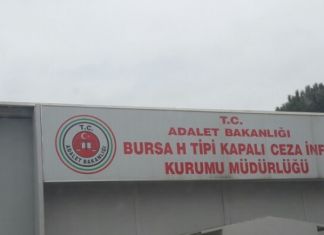 T.C.
ADALET BAKANLIĞI
BURSA H TİPİ KAPALI CEZA İNF
KURUMU MÜDÜRLÜĞÜ
T.C.
ADALET BAKANLIĞI